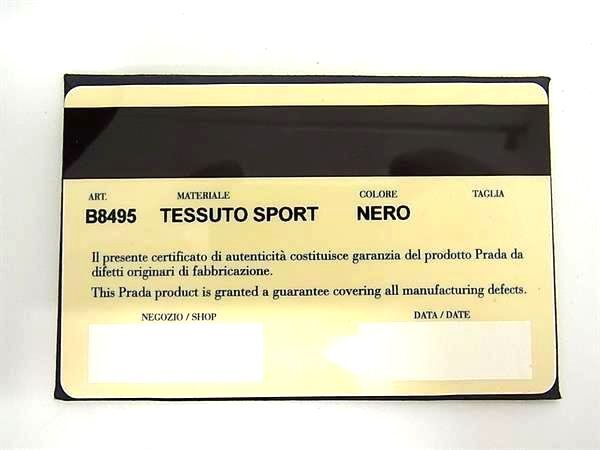 ART. MATERIALE COLORE TAGLIA
B8495 TESSUTO SPORT NERO
Il presente certificato di autenticità costituisce garanzia del prodotto Prada da
difetti originari di fabbricazione.
This Prada product is granted a guarantee covering all manufacturing defects.
NEGOZIO / SHOP DATA / DATE